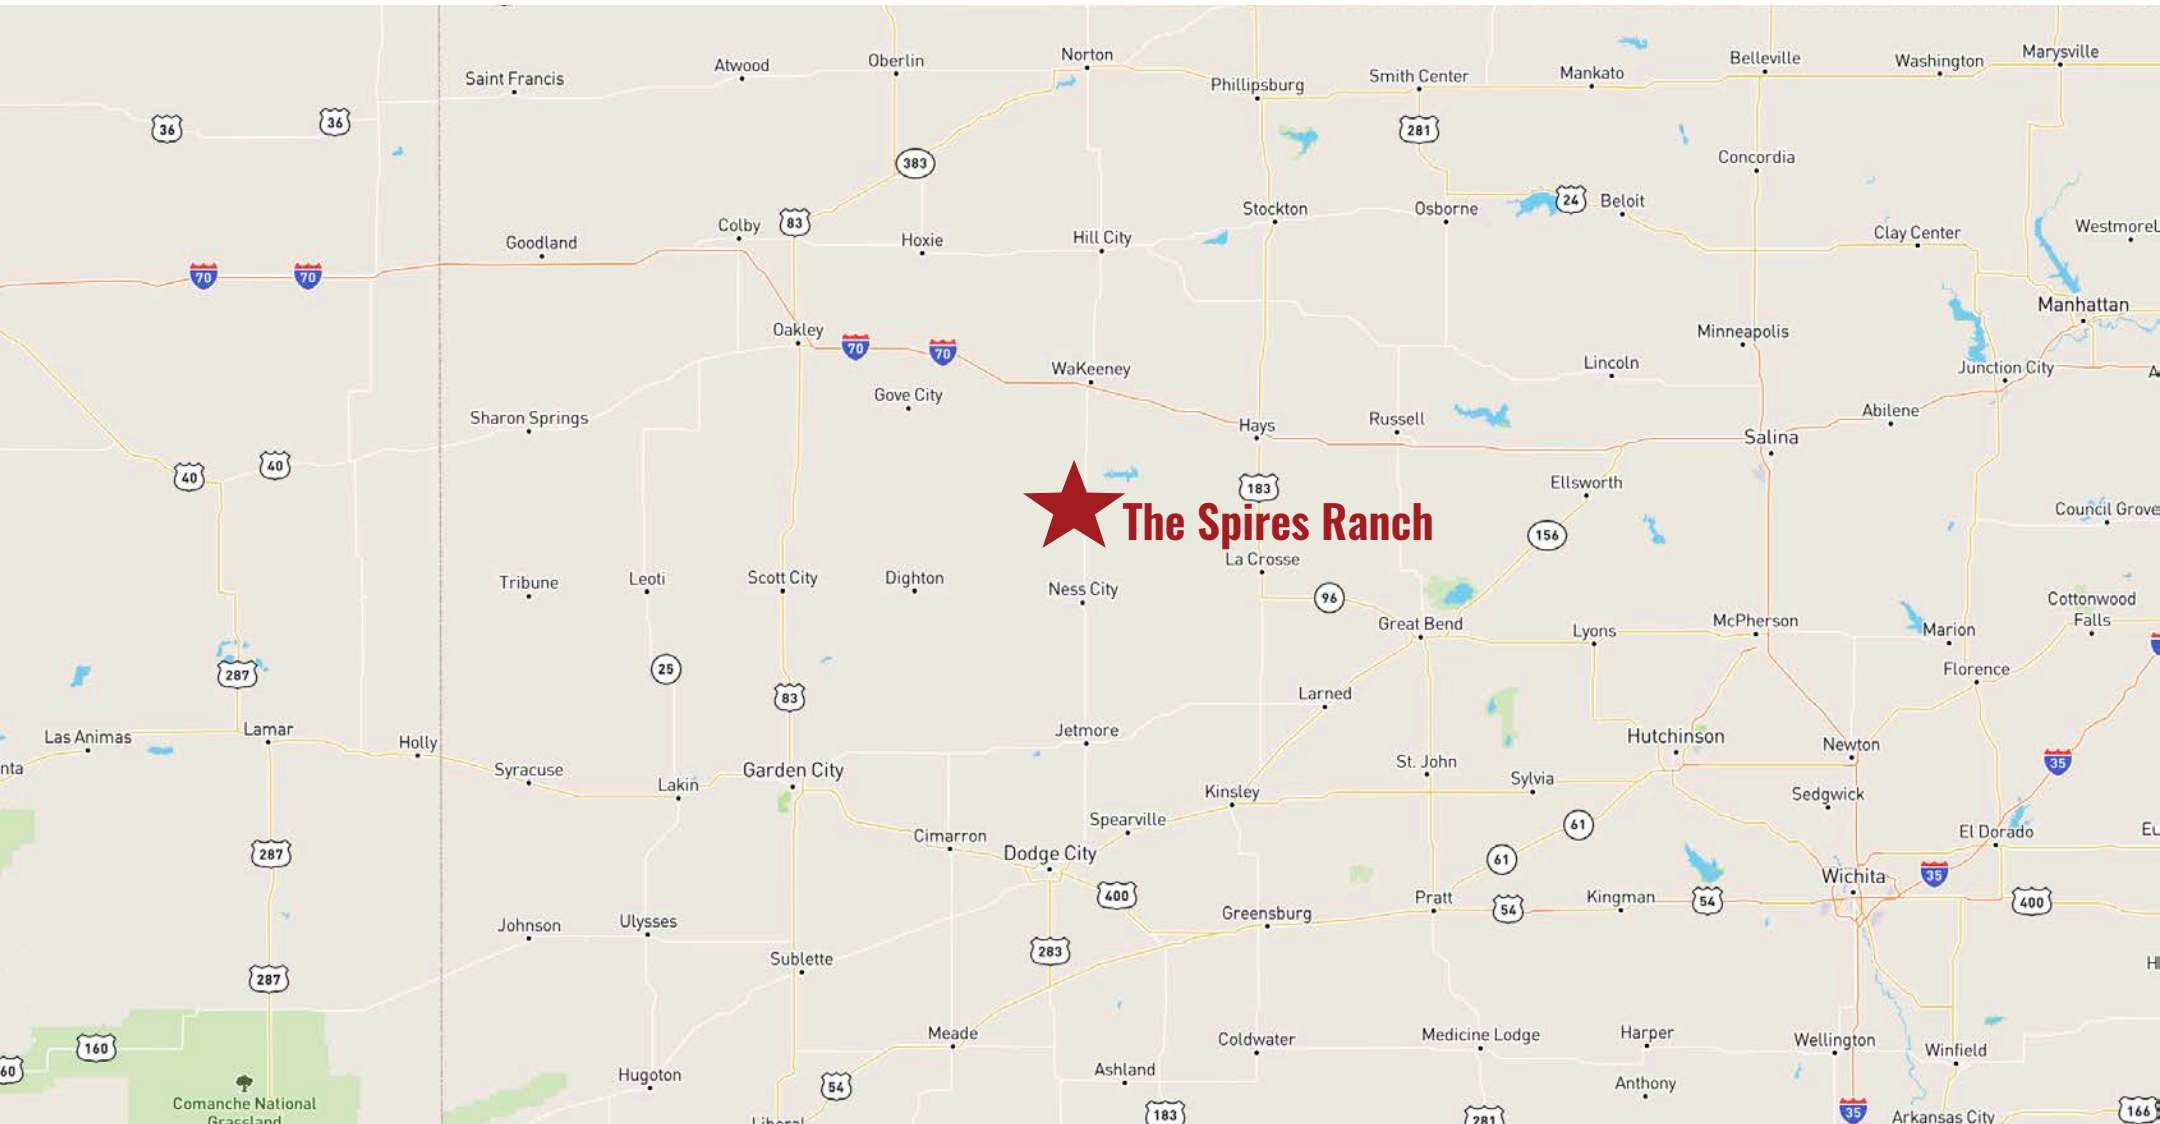 Norton
Marysville
Belleville
Oberlin
Washington
Atwood
Mankato
Smith Center
Saint Francis
Phillipsburg
36
36
281
Concordia
383
24
Beloit
Stockton
Osborne
83
Colby
Westmorel
Clay Center
Hoxie
Hill City
Goodland
70
70
Manhattan
Oakley
Minneapolis
70
70
Lincoln
WaKeeney
Junction City
A
Gove City
Abilene
Sharon Springs
Russell
Hays
Salina
40
40
183
Ellsworth
Council Grove
The Spires Ranch
156
La Crosse
Tribune
Leoti
Scott City
Dighton
Ness City
96
Cottonwood
Falls
Great Bend
McPherson
Lyons
Marion
25
Florence
287
83
Larned
Lamar
Jetmore
Las Animas
Hutchinson
Holly
Newton
nta
Syracuse
Garden City
St. John
35
Lakin
Sylvia
Kinsley
Sedgwick
Spearville
61
Eu
El Dorado
Cimarron
287
Dodge City
61
Wichita
35
400
Pratt
54
Kingman
54
400
Greensburg
Johnson
Ulysses
283
Sublette
H
287
Meade
Coldwater
Medicine Lodge
Harper
Wellington
160
Winfield
60
Ashland
Hugoton
54
Anthony
Comanche National
Grassland
183
281
35
Arkansas City
166
Liberal